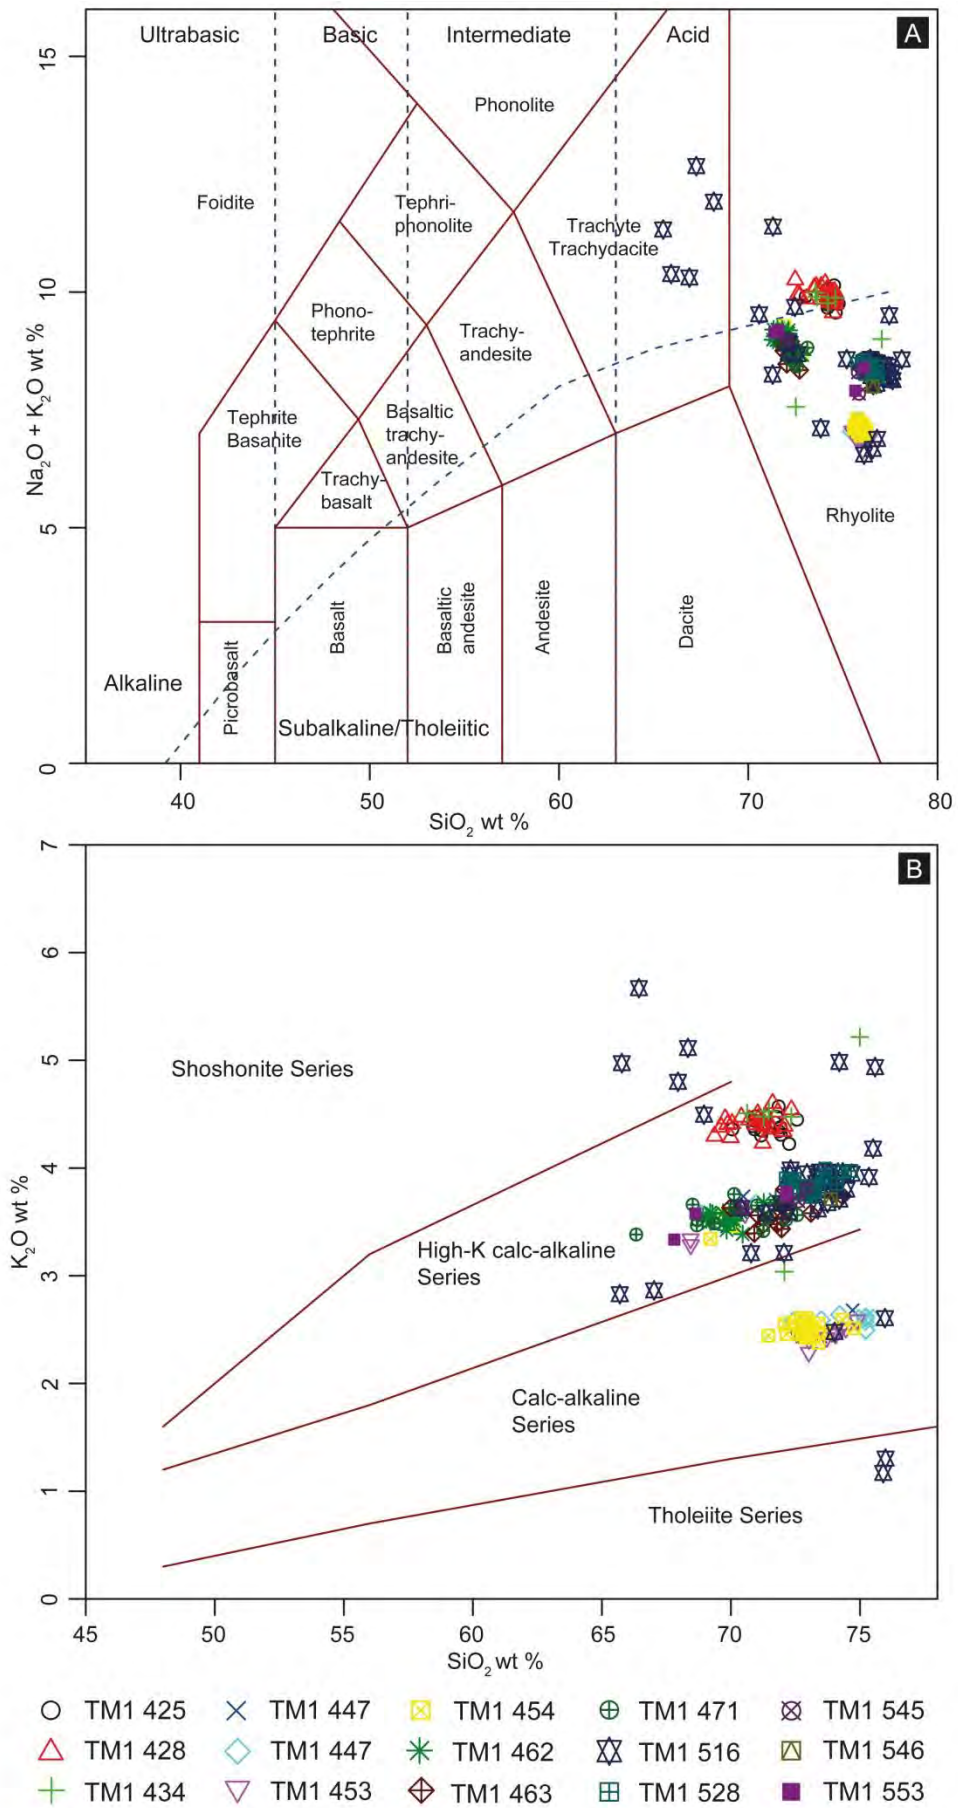 Ultrabasic
Basic
Intermediate
Acid
A
15
10
5
0
Na₂O + K₂O wt %
Phonolite
Foidite
Tephri-
phonolite
Trachyte
Trachydacite
Phono-
tephrite
Trachy-
andesite
Tephrite
Basanite
Basaltic
trachy-
andesite
Trachy-
basalt
Rhyolite
Picrobasalt
Basalt
Basaltic
andesite
Andesite
Dacite
Alkaline
Subalkaline/Tholeiitic
40
50
60
70
80
SiO₂ wt %
B
7
6
5
4
3
2
1
0
K₂O wt %
Shoshonite Series
High-K calc-alkaline
Series
Calc-alkaline
Series
Tholeiite Series
45
50
55
60
65
70
75
SiO₂ wt %
TM1 425
TM1 447
TM1 454
TM1 471
TM1 545
TM1 428
TM1 447
TM1 462
TM1 516
TM1 546
TM1 434
TM1 453
TM1 463
TM1 528
TM1 553